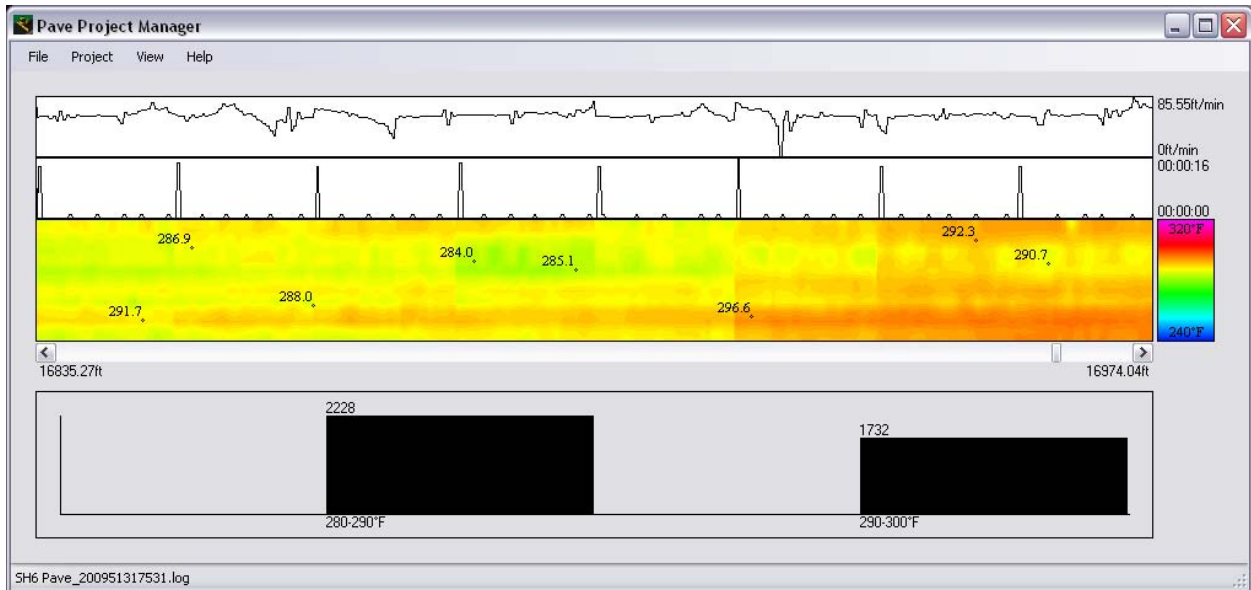 Pave Project Manager
File Project View Help
85.55ft/min
0ft/min
00:00:16
00:00:00
320°F
286.9
292.3
284.0
285.1
290.7
288.0
291.7
296.6
240°F
16835.27ft
16974.04ft
2228
1732
280-290°F
290-300°F
SH6 Pave_200951317531.log